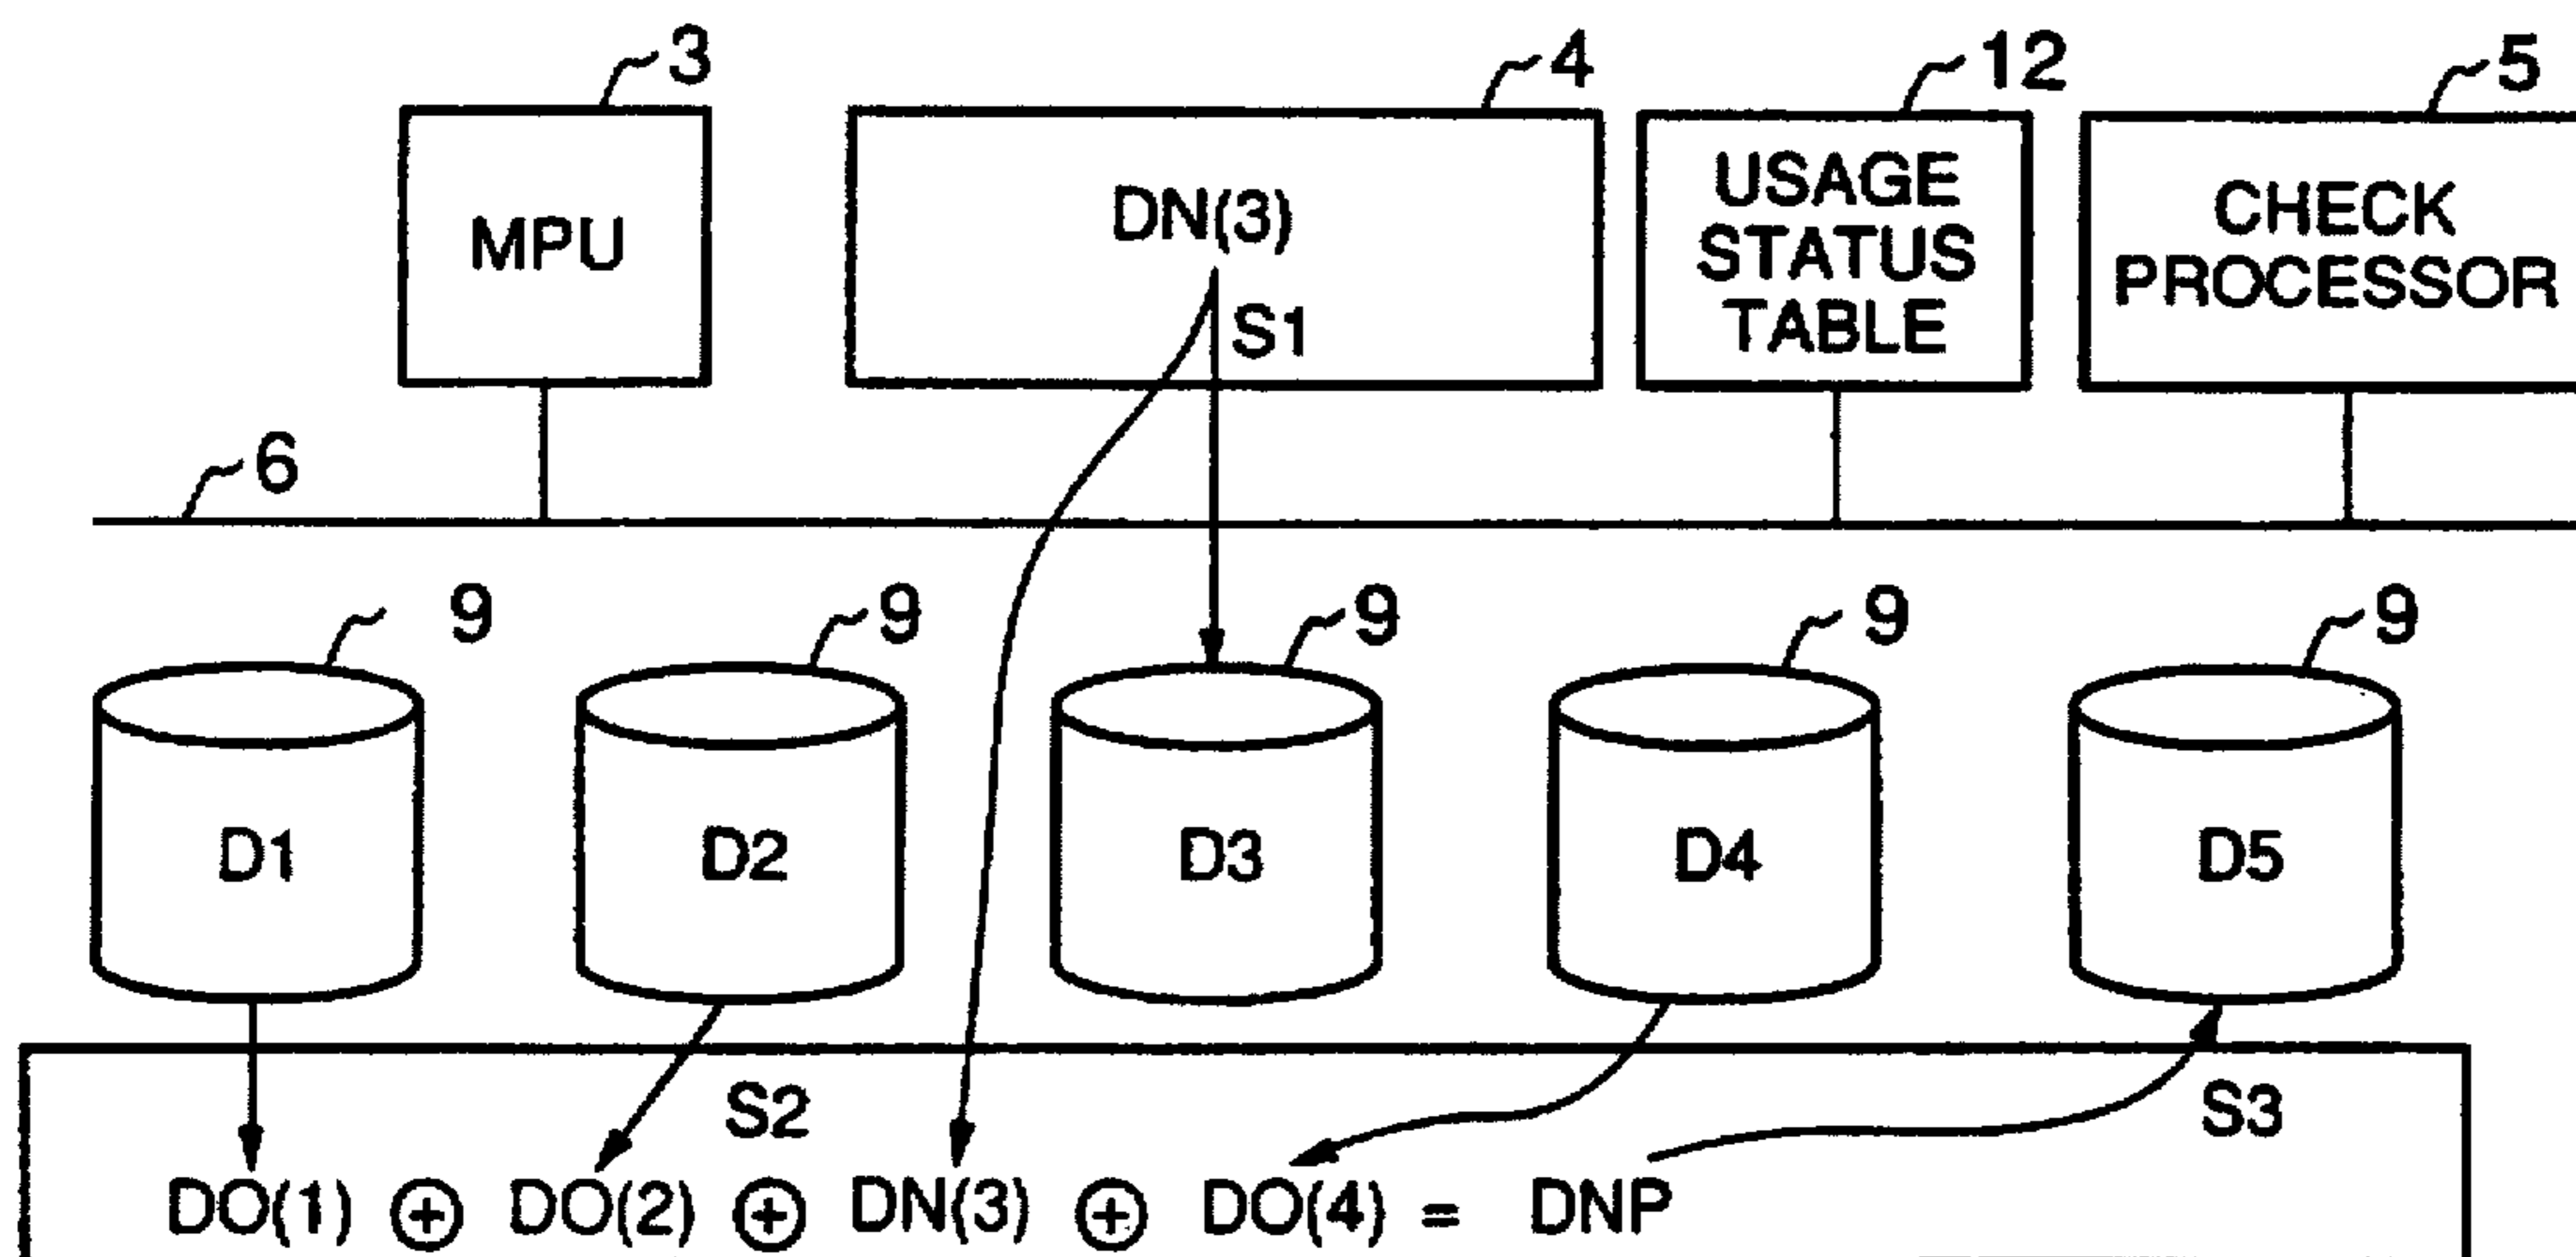 3
4
12
5
MPU
DN(3)
S1
USAGE
STATUS
TABLE
CHECK
PROCESSOR
6
9
9
9
9
9
D1
D2
D3
D4
D5
S2
S3
DO(1) ⊕ DO(2) ⊕ DN(3) ⊕ DO(4) = DNP